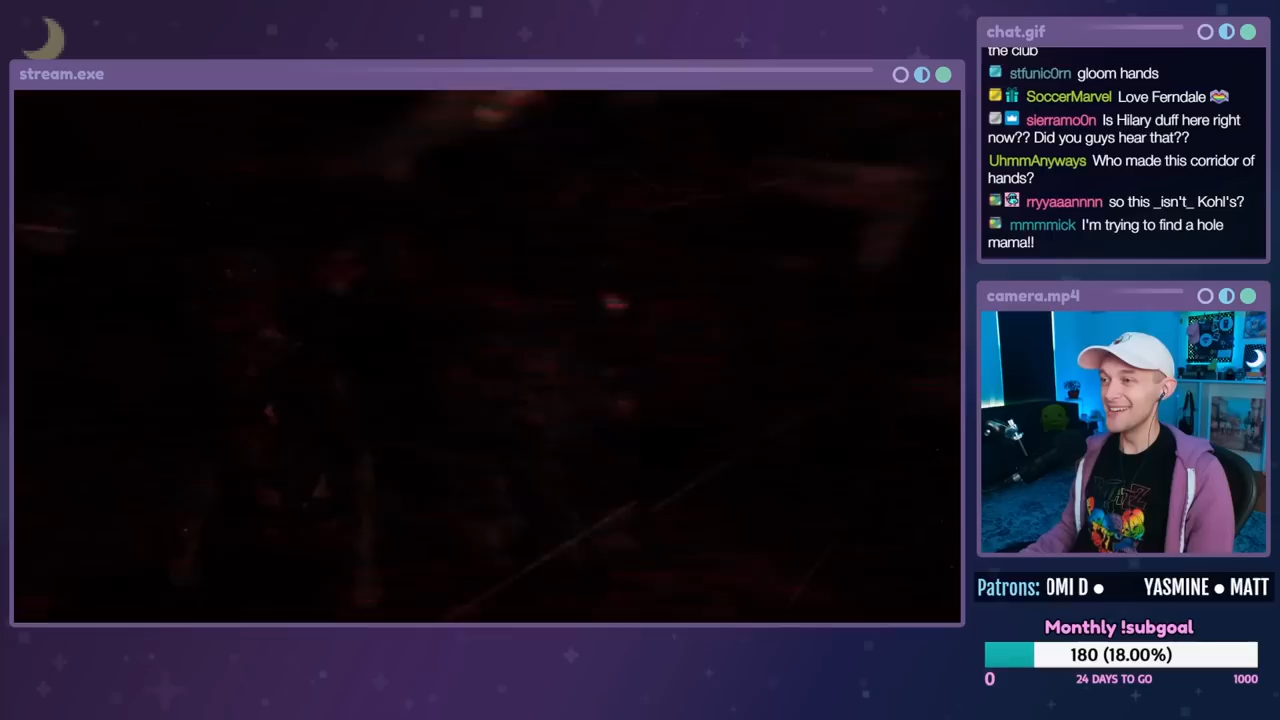 stream.exe
chat.gif
the club
stfunic0rn gloom hands
SoccerMarvel Love Ferndale
sierramo0n Is Hilary duff here right
now?? Did you guys hear that??
UhmmAnyways Who made this corridor of
hands?
rryyaaannnn so this _isn't_ Kohl's?
mmmmick I'm trying to find a hole
mama!!
camera.mp4
Patrons: OMI D ● YASMINE ● MATT
Monthly !subgoal
180 (18.00%)
0 24 DAYS TO GO 1000